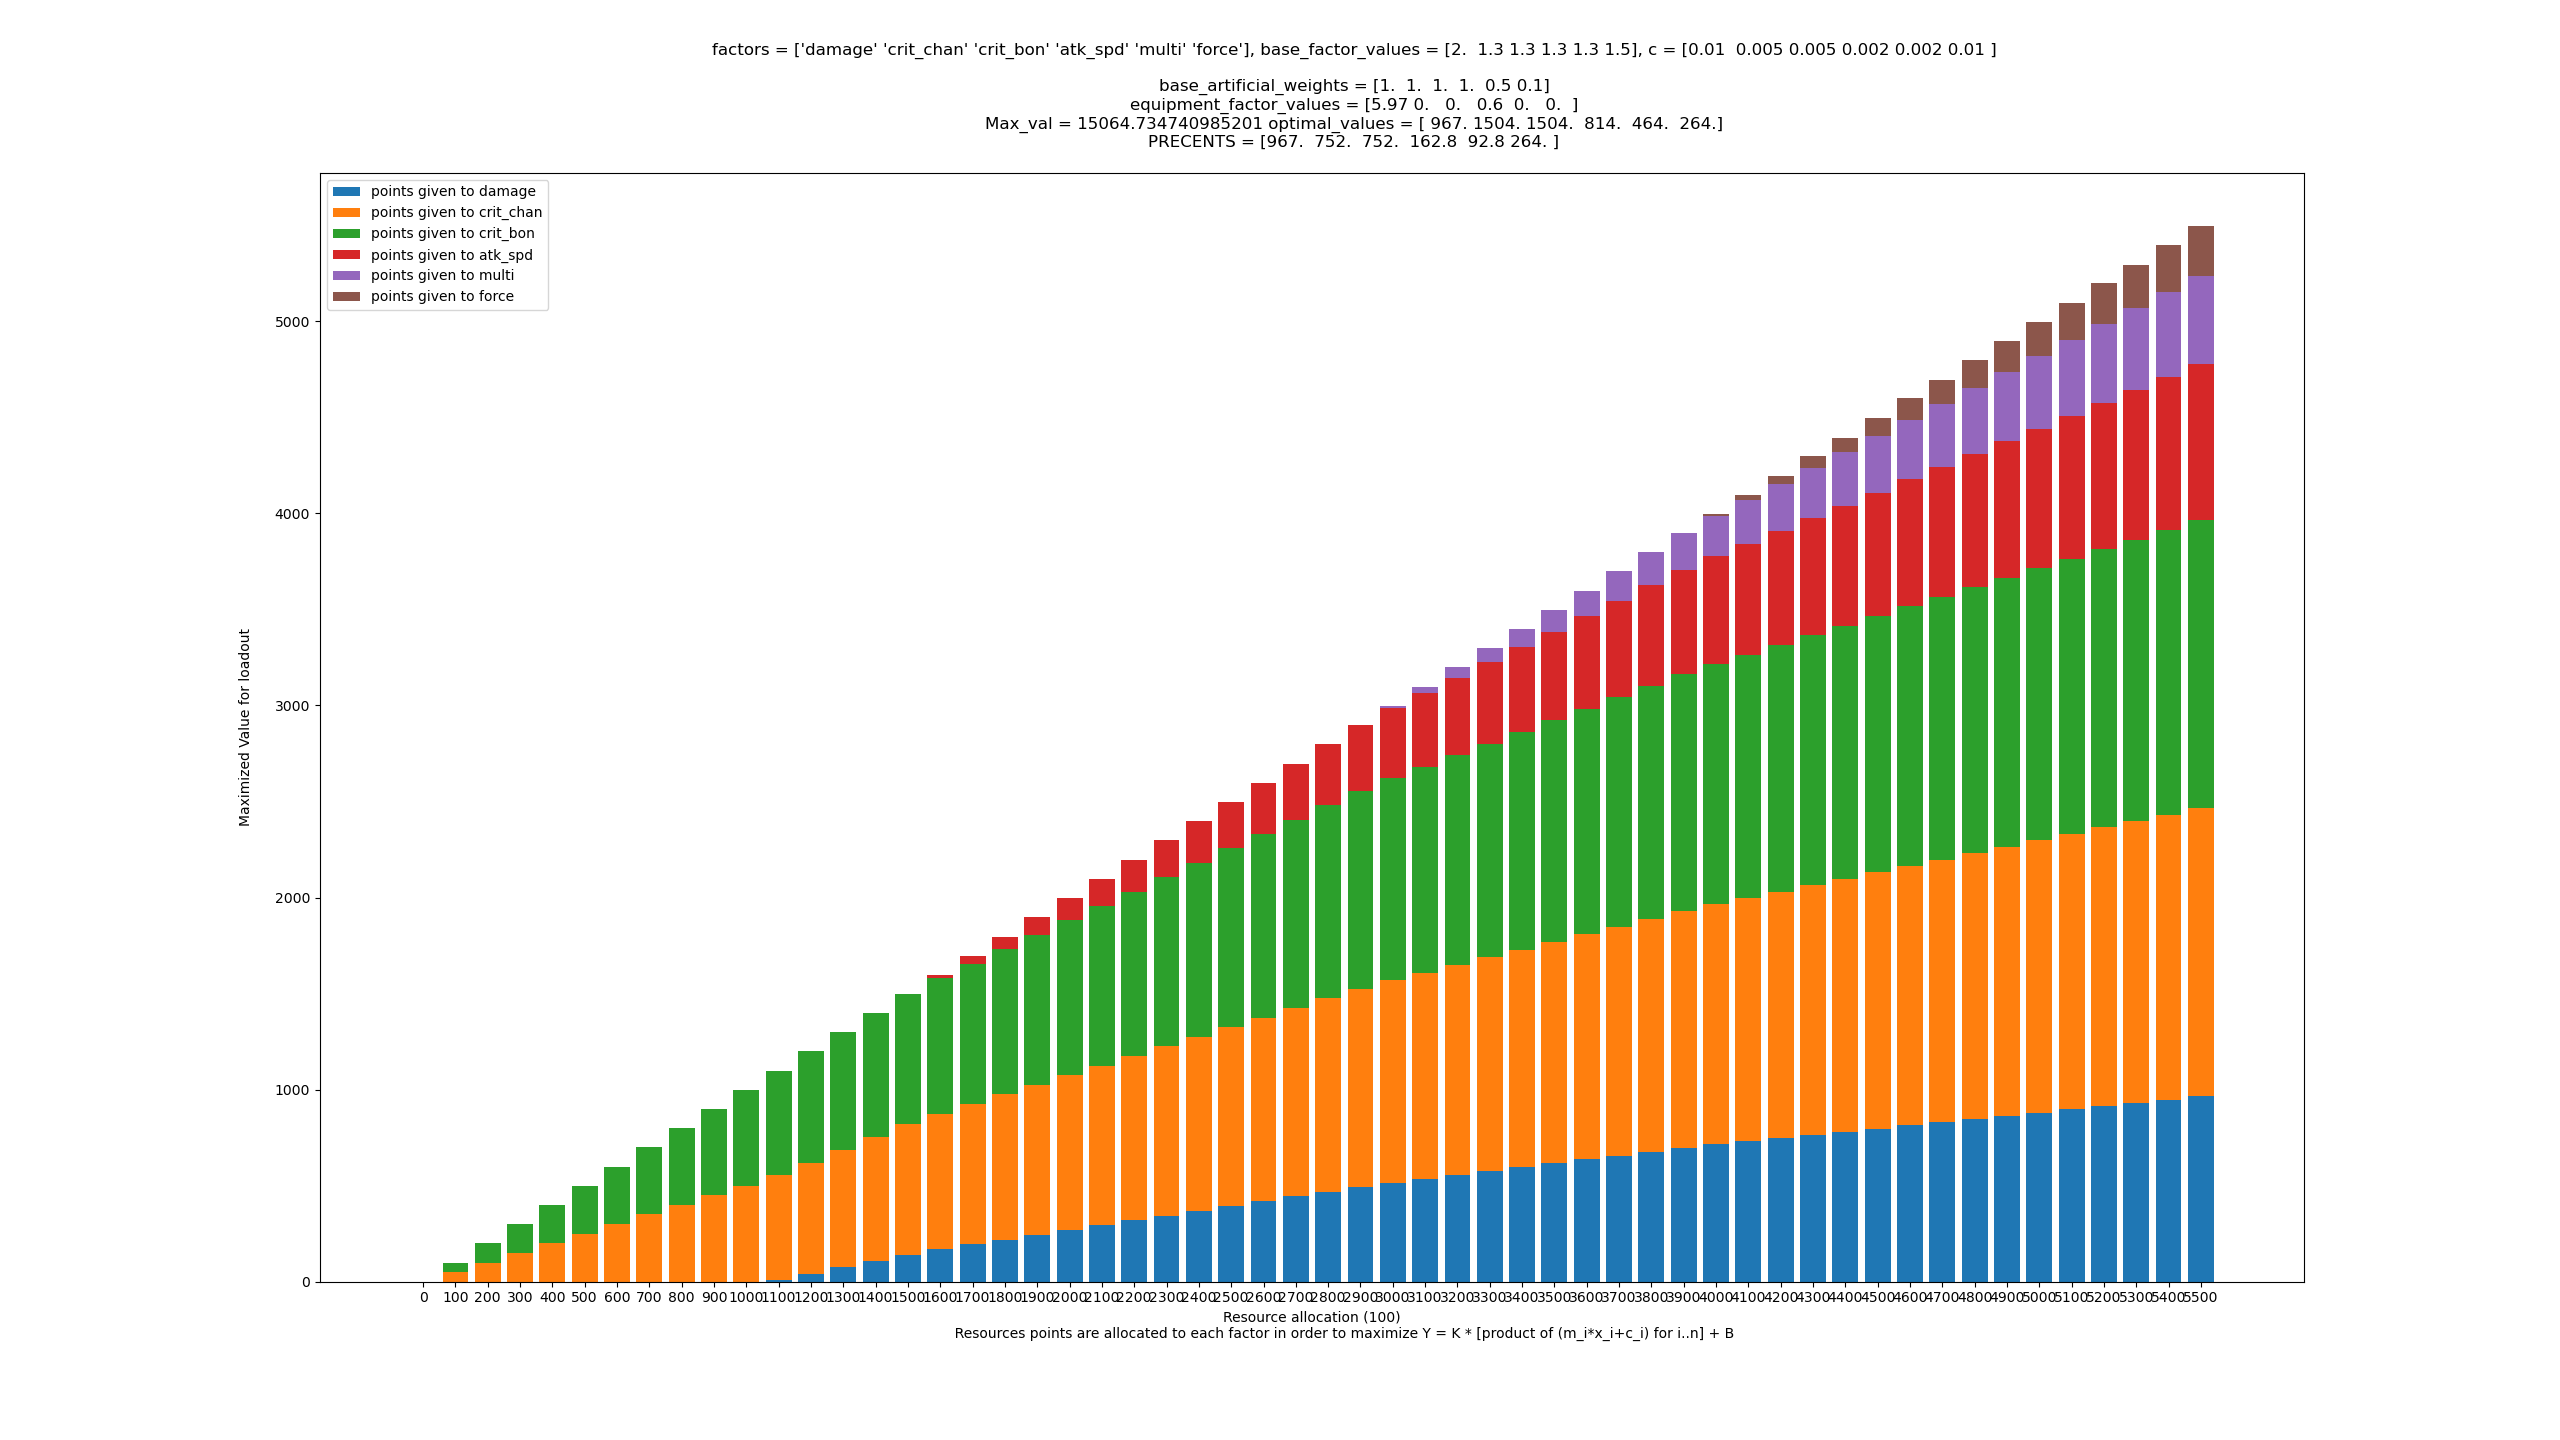 factors = ['damage' 'crit_chan' 'crit_bon' 'atk_spd' 'multi' 'force'], base_factor_values = [2.  1.3 1.3 1.3 1.3 1.5], c = [0.01  0.005 0.005 0.002 0.002 0.01 ]
base_artificial_weights = [1.  1.  1.  1.  0.5 0.1]
equipment_factor_values = [5.97 0.   0.   0.6  0.   0.  ]
Max_val = 15064.734740985201 optimal_values = [ 967. 1504. 1504.  814.  464.  264.]
PRECENTS = [967.  752.  752.  162.8  92.8 264. ]
points given to damage
points given to crit_chan
points given to crit_bon
points given to atk_spd
points given to multi
points given to force
5000
4000
3000
2000
1000
0
Maximized Value for loadout
0 100 200 300 400 500 600 700 800 900 1000 1100 1200 1300 1400 1500 1600 1700 1800 1900 2000 2100 2200 2300 2400 2500 2600 2700 2800 2900 3000 3100 3200 3300 3400 3500 3600 3700 3800 3900 4000 4100 4200 4300 4400 4500 4600 4700 4800 4900 5000 5100 5200 5300 5400 5500
Resource allocation (100)
Resources points are allocated to each factor in order to maximize Y = K * [product of (m_i*x_i+c_i) for i..n] + B